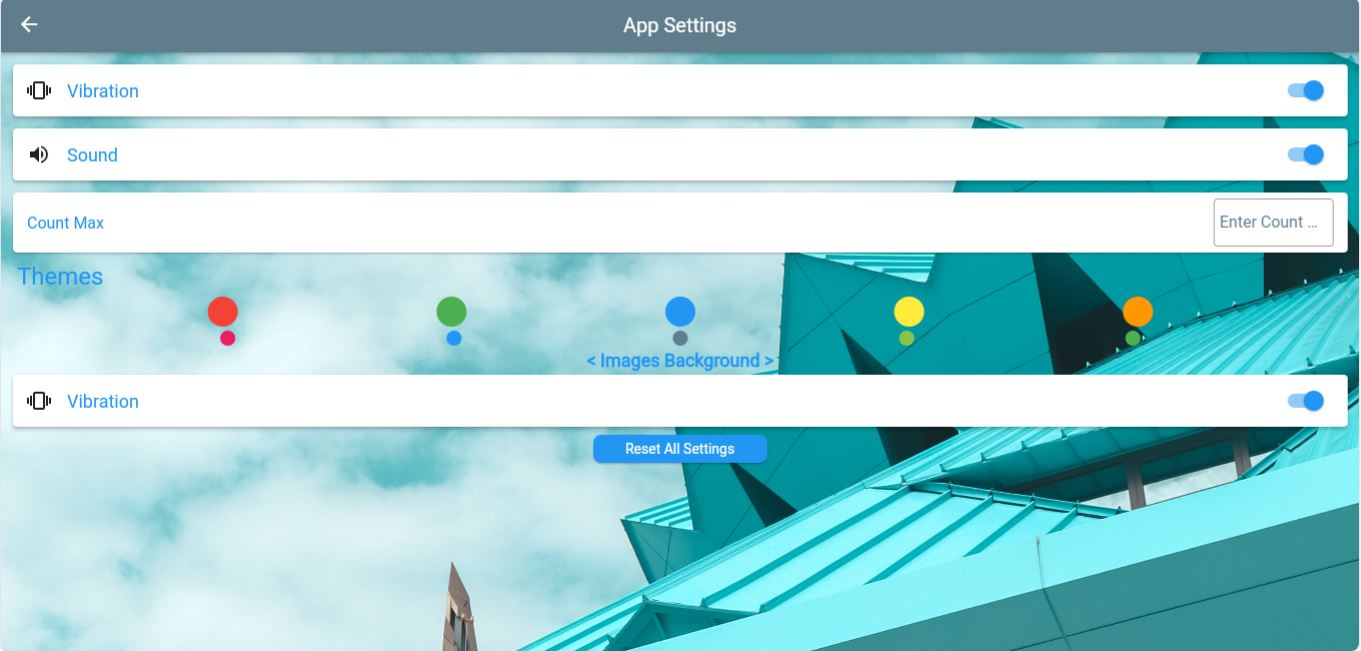 App Settings
Vibration
Sound
Count Max
Enter Count ...
Themes
< Images Background >
Vibration
Reset All Settings